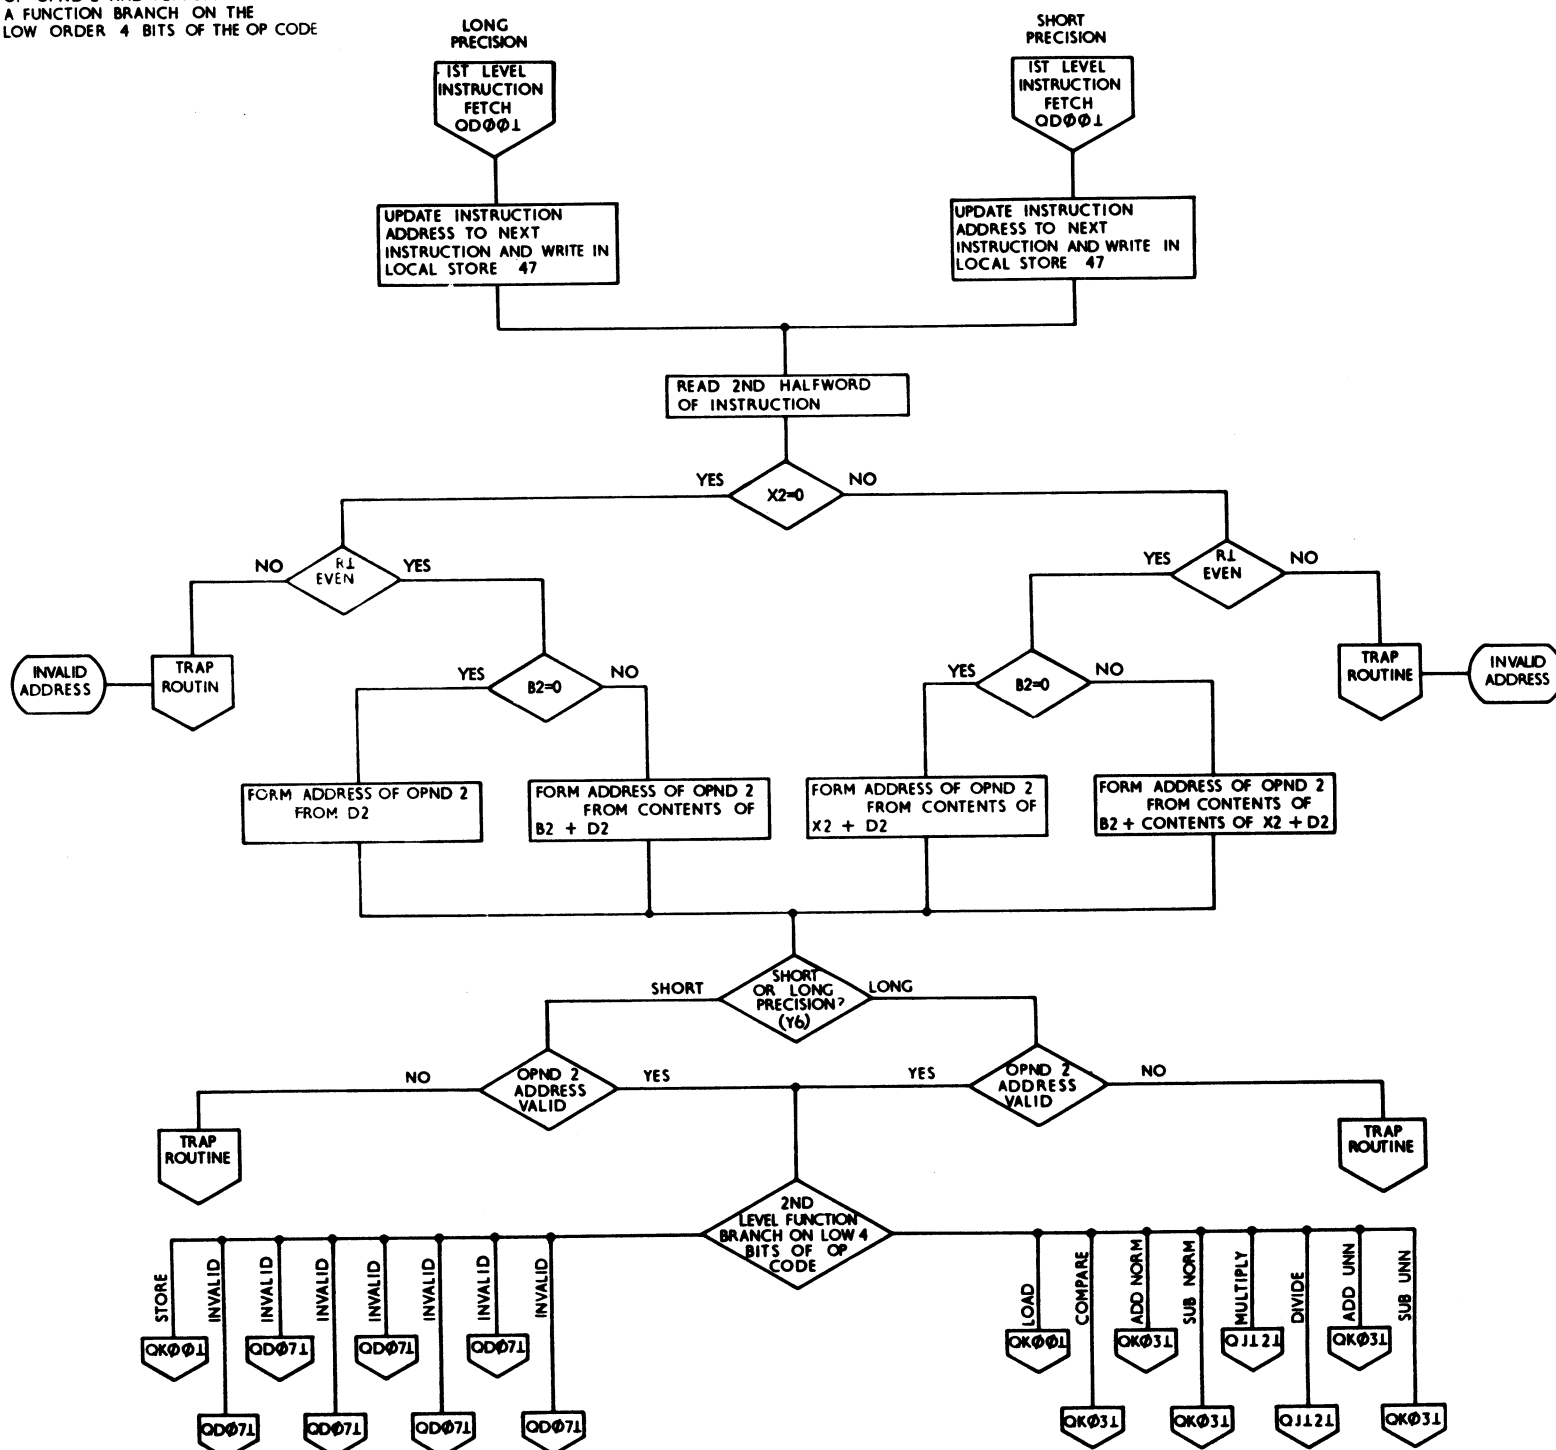 A FUNCTION BRANCH ON THE
LOW ORDER 4 BITS OF THE OP CODE
LONG
PRECISION
SHORT
PRECISION
IST LEVEL
INSTRUCTION
FETCH
QDØØ1
IST LEVEL
INSTRUCTION
FETCH
QDØØ1
UPDATE INSTRUCTION
ADDRESS TO NEXT
INSTRUCTION AND WRITE IN
LOCAL STORE 47
UPDATE INSTRUCTION
ADDRESS TO NEXT
INSTRUCTION AND WRITE IN
LOCAL STORE 47
READ 2ND HALFWORD
OF INSTRUCTION
YES
X2=0
NO
NO
R1
EVEN
YES
YES
R1
EVEN
NO
INVALID
ADDRESS
TRAP
ROUTIN
YES
B2=0
NO
YES
B2=0
NO
TRAP
ROUTINE
INVALID
ADDRESS
FORM ADDRESS OF OPND 2
FROM D2
FORM ADDRESS OF OPND 2
FROM CONTENTS OF
B2 + D2
FORM ADDRESS OF OPND 2
FROM CONTENTS OF
X2 + D2
FORM ADDRESS OF OPND 2
FROM CONTENTS OF
B2 + CONTENTS OF X2 + D2
SHORT
SHORT
OR LONG
PRECISION?
(Y6)
LONG
NO
OPND 2
ADDRESS
VALID
YES
YES
OPND 2
ADDRESS
VALID
NO
TRAP
ROUTINE
TRAP
ROUTINE
2ND
LEVEL FUNCTION
BRANCH ON LOW 4
BITS OF OP
CODE
STORE
INVALID
INVALID
INVALID
INVALID
INVALID
INVALID
INVALID
LOAD
COMPARE
ADD NORM
SUB NORM
MULTIPLY
DIVIDE
ADD UNN
SUB UNN
QKØØ1
QDØ71
QDØ71
QDØ71
QKØØ1
QKØ31
QJ121
QKØ31
QDØ71
QDØ71
QDØ71
QDØ71
QKØ31
QKØ31
QJ121
QKØ31